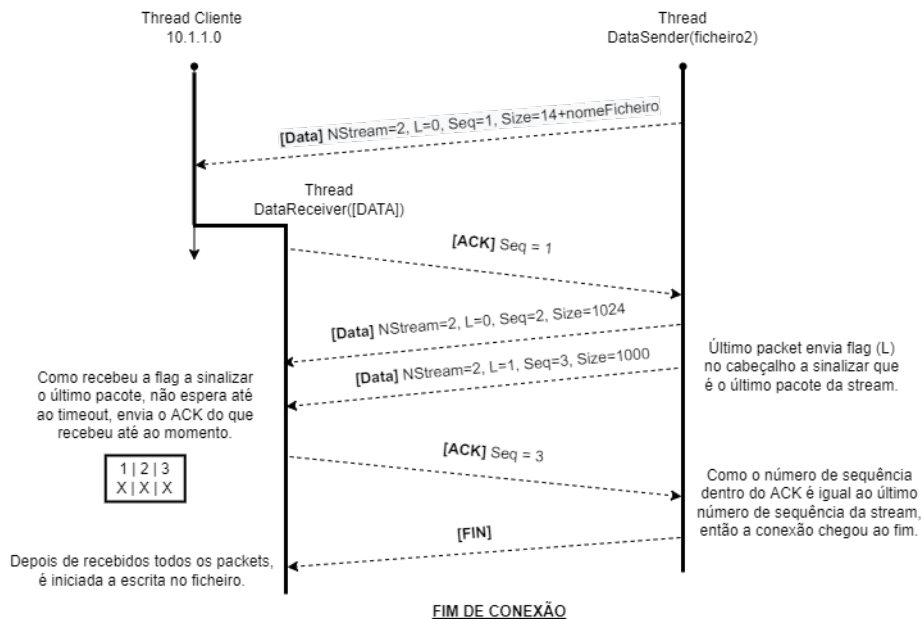 Thread Cliente
10.1.1.0
Thread
DataSender(ficheiro2)
[Data] NStream=2, L=0, Seq=1, Size=14+nomeFicheiro
Thread
DataReceiver([DATA])
[ACK] Seq = 1
[Data] NStream=2, L=0, Seq=2, Size=1024
[Data] NStream=2, L=1, Seq=3, Size=1000
Último packet envia flag (L)
no cabeçalho a sinalizar que
é o último pacote da stream.
Como recebeu a flag a sinalizar
o último pacote, não espera até
ao timeout, envia o ACK do que
recebeu até ao momento.
1 | 2 | 3
X | X | X
[ACK] Seq = 3
Como o número de sequência
dentro do ACK é igual ao último
número de sequência da stream,
então a conexão chegou ao fim.
[FIN]
Depois de recebidos todos os packets,
é iniciada a escrita no ficheiro.
FIM DE CONEXÃO